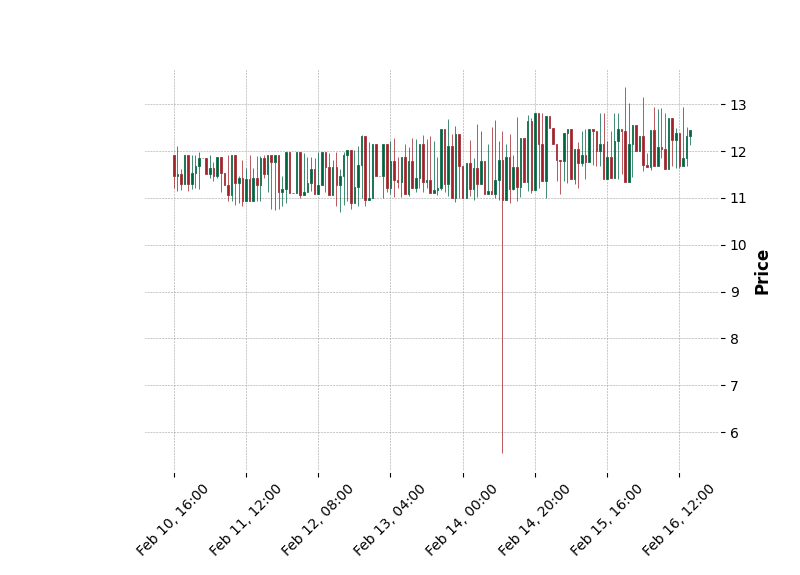 13
12
11
10
9
8
7
6
Price
Feb 10, 16:00
Feb 11, 12:00
Feb 12, 08:00
Feb 13, 04:00
Feb 14, 00:00
Feb 14, 20:00
Feb 15, 16:00
Feb 16, 12:00